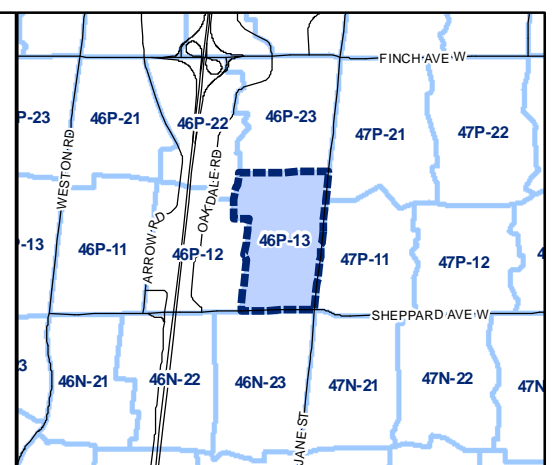 FINCH AVE W
P-23
46P-21
46P-22
46P-23
47P-21
47P-22
WESTON RD
OAKDALE RD
ARROW RD
-13
46P-11
46P-12
46P-13
47P-11
47P-12
4
SHEPPARD AVE W
3
46N-21
46N-22
46N-23
47N-21
47N-22
47N
JANE ST